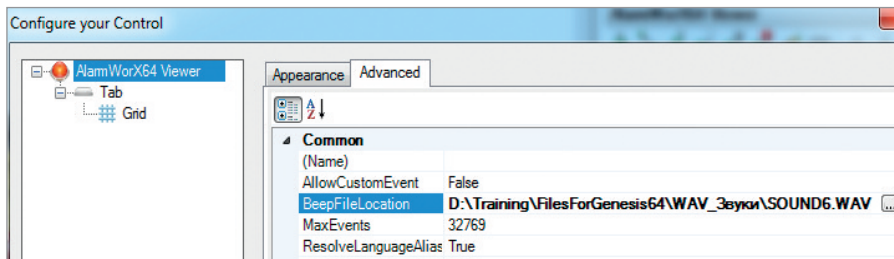 Configure your Control
AlarmWorX64 Viewer
Tab
Grid
Appearance Advanced
Common
(Name)
AllowCustomEvent False
BeepFileLocation D:\Training\FilesForGenesis64\WAV_Звуки\SOUND6.WAV ...
MaxEvents 32769
ResolveLanguageAlias True